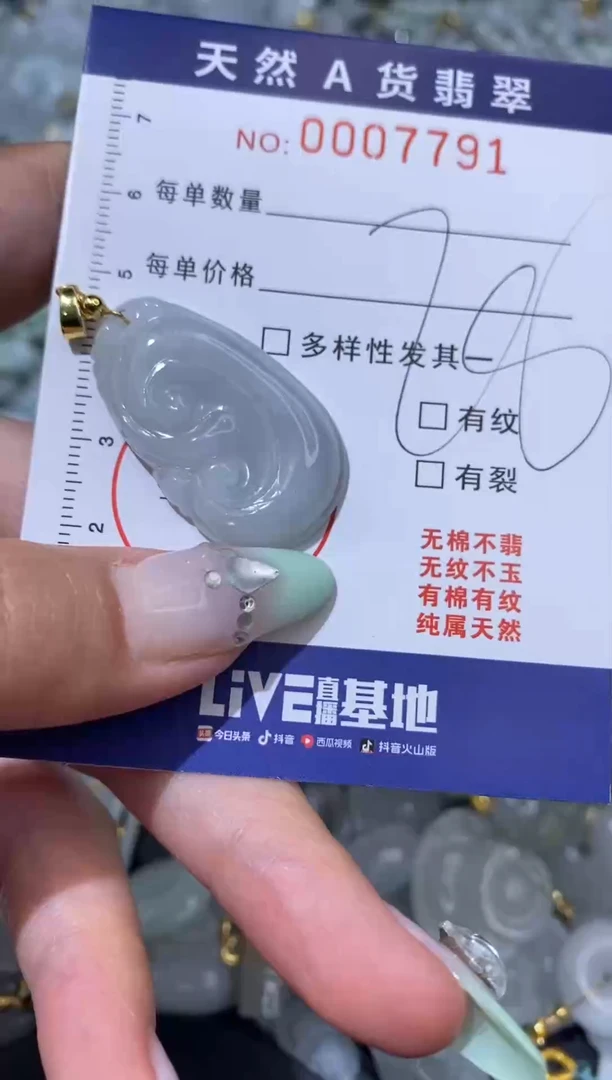 天然A货翡翠
NO: 0007791
7
6
每单数量
5
每单价格
多样性发其一
有纹
3
有裂
2
无棉不翡
无纹不玉
有棉有纹
纯属天然
LiVE直播基地
头条 今日头条 抖音 西瓜视频 抖音火山版